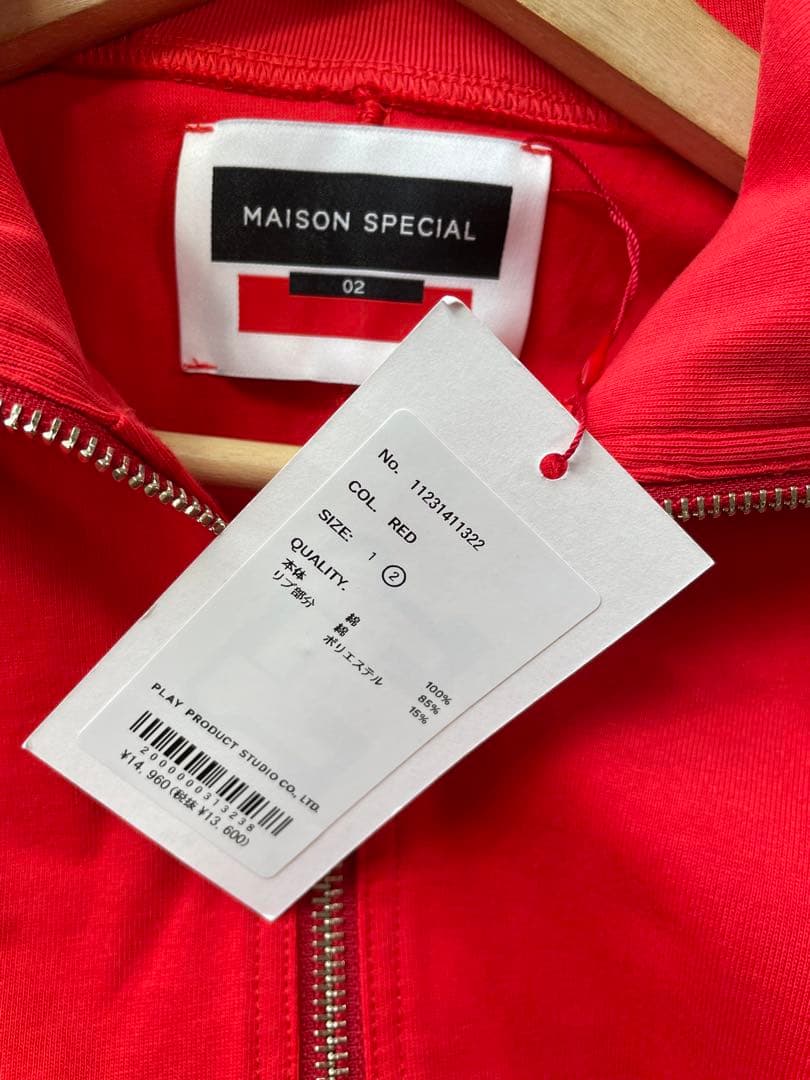 MAISON SPECIAL
02
No. 11231411322
COL. RED
SIZE: 1 ②
QUALITY.
本体 綿 100%
リブ部分 綿 85%
ポリエステル 15%
PLAY PRODUCT STUDIO CO., LTD.
2000000313238
¥14,960(税抜 ¥13,600)